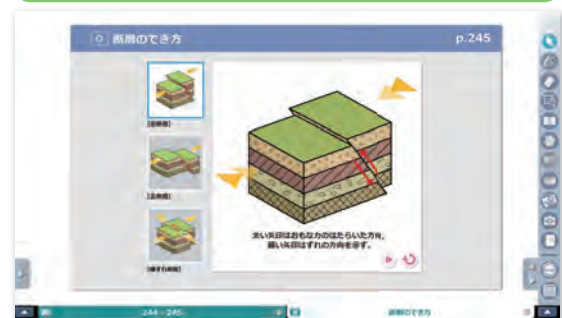 断層のでき方
p.245
[逆断層]
[正断層]
[横ずれ断層]
太い矢印はおもな力のはたらいた方向,
細い矢印はずれの方向を示す。
244-245
断層のでき方